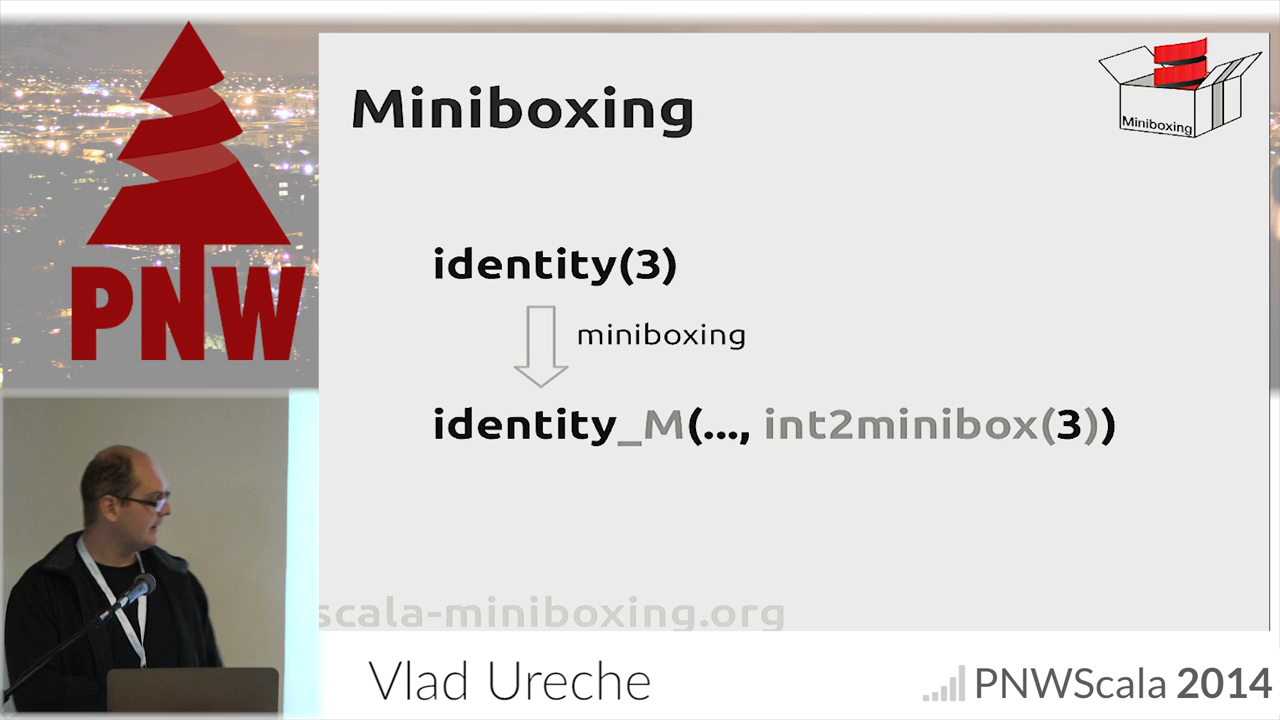 PNW
Miniboxing
Miniboxing
identity(3)
miniboxing
identity_M(..., int2minibox(3))
scala-miniboxing.org
Vlad Ureche
PNWScala 2014